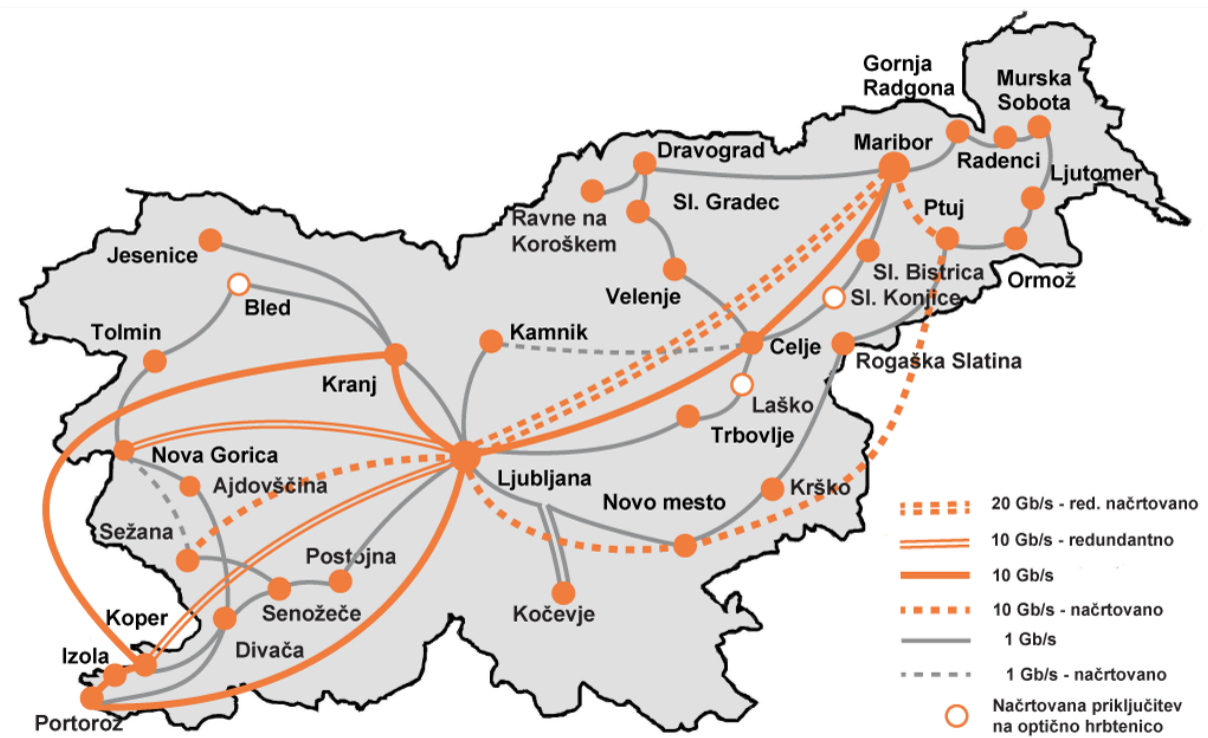 Gornja
Radgona
Murska
Sobota
Maribor
Dravograd
Radenci
Ljutomer
Sl. Gradec
Ptuj
Ravne na
Koroškem
Jesenice
Sl. Bistrica
Ormož
Velenje
Sl. Konjice
Bled
Tolmin
Kamnik
Celje
Rogaška Slatina
Kranj
Laško
Trbovlje
Nova Gorica
Ljubljana
Ajdovščina
Krško
Novo mesto
Sežana
Postojna
Senožeče
Kočevje
Koper
Divača
Izola
Portorož
20 Gb/s - red. načrtovano
10 Gb/s - redundantno
10 Gb/s
10 Gb/s - načrtovano
1 Gb/s
1 Gb/s - načrtovano
Načrtovana priključitev
na optično hrbtenico